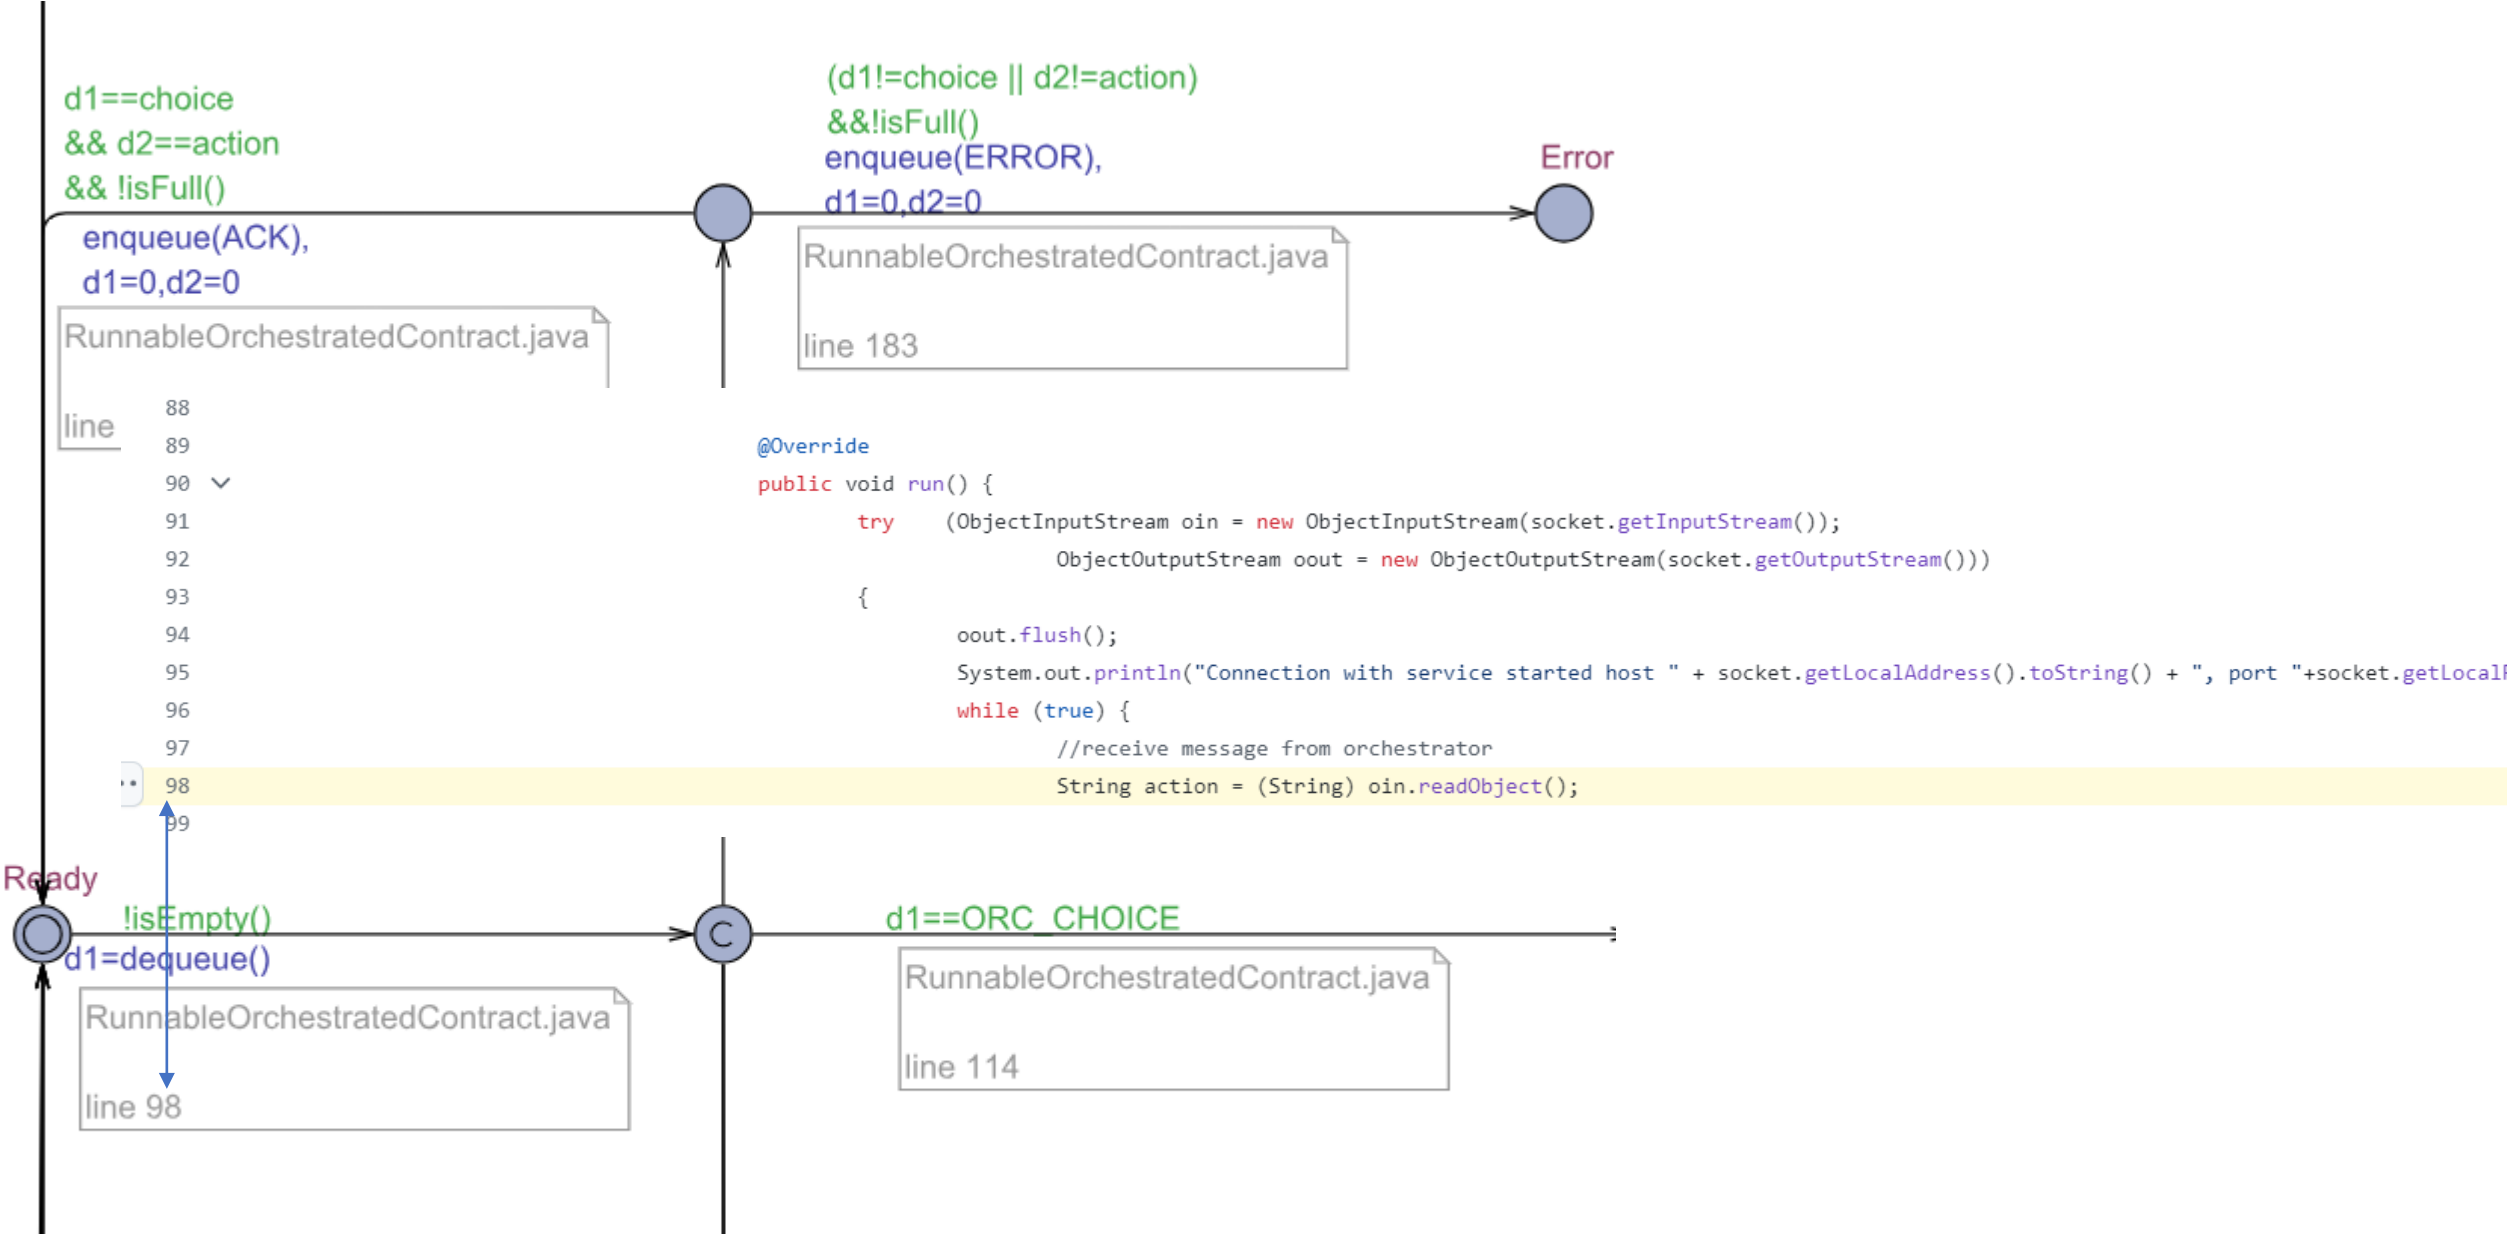 d1==choice
&& d2==action
&& !isFull()
enqueue(ACK),
d1=0,d2=0
RunnableOrchestratedContract.java
line
(d1!=choice || d2!=action)
&&!isFull()
enqueue(ERROR),
d1=0,d2=0
RunnableOrchestratedContract.java
line 183
Error
88
89 @Override
90 public void run() {
91 try (ObjectInputStream oin = new ObjectInputStream(socket.getInputStream());
92 ObjectOutputStream oout = new ObjectOutputStream(socket.getOutputStream()))
93 {
94 oout.flush();
95 System.out.println("Connection with service started host " + socket.getLocalAddress().toString() + ", port "+socket.getLocal
96 while (true) {
97 //receive message from orchestrator
98 String action = (String) oin.readObject();
99
Ready
!isEmpty()
d1=dequeue()
RunnableOrchestratedContract.java
line 98
C
d1==ORC_CHOICE
RunnableOrchestratedContract.java
line 114